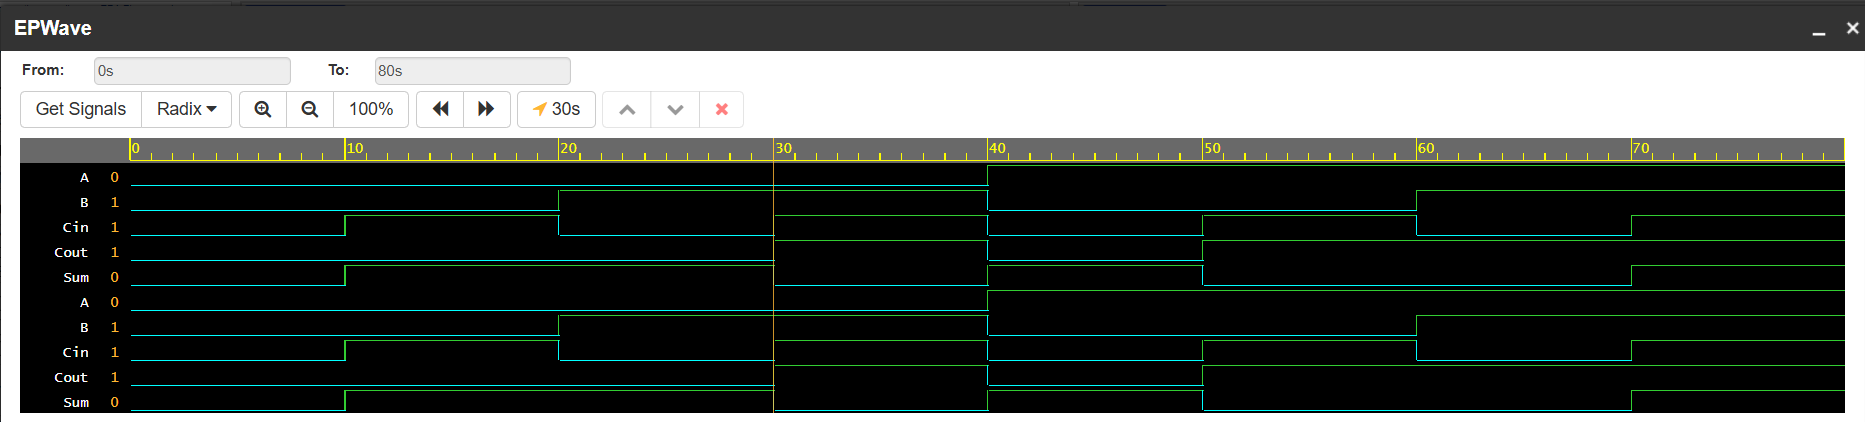 EPWave
From: 0s To: 80s
Get Signals Radix 100% 30s
0 10 20 30 40 50 60 70
A 0
B 1
Cin 1
Cout 1
Sum 0
A 0
B 1
Cin 1
Cout 1
Sum 0